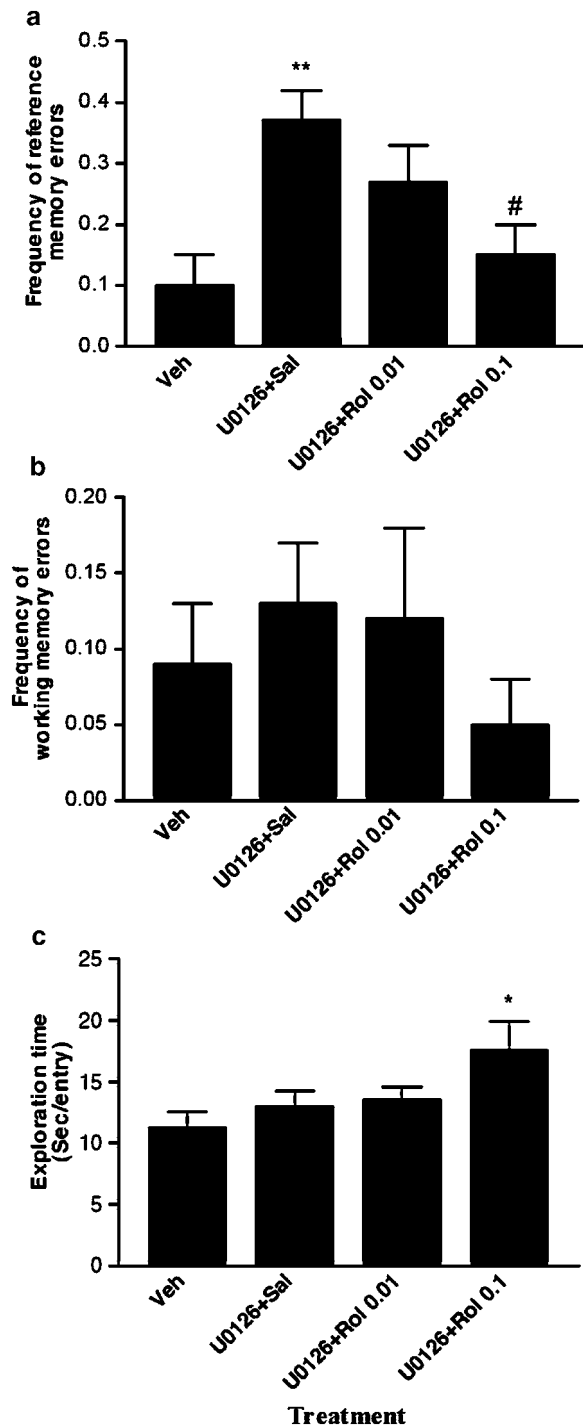 a
Frequency of reference
memory errors
0.5
0.4
0.3
0.2
0.1
0.0
**
#
Veh
U0126+Sal
U0126+Rol 0.01
U0126+Rol 0.1
b
Frequency of
working memory errors
0.20
0.15
0.10
0.05
0.00
Veh
U0126+Sal
U0126+Rol 0.01
U0126+Rol 0.1
c
Exploration time
(Sec/entry)
25
20
15
10
5
0
*
Veh
U0126+Sal
U0126+Rol 0.01
U0126+Rol 0.1
Treatment